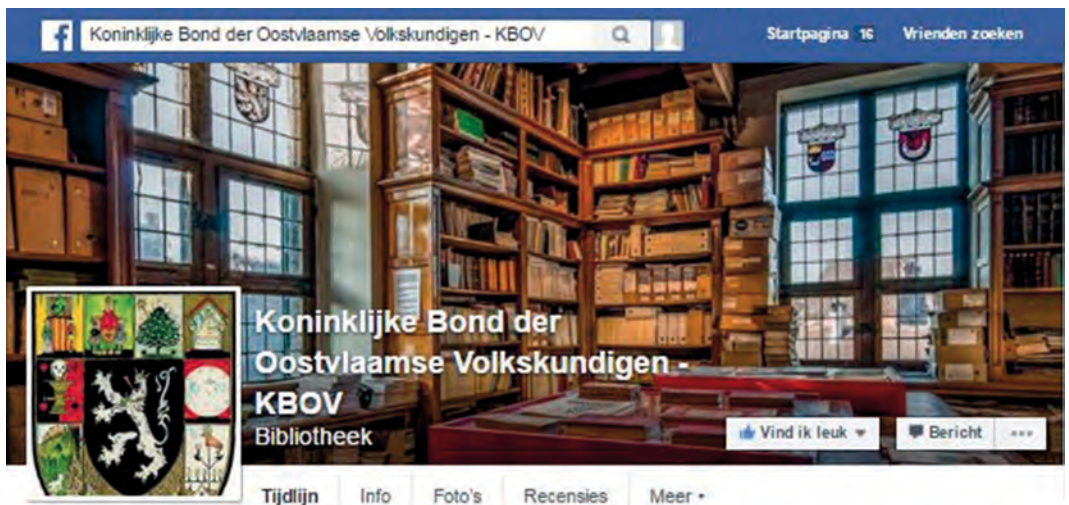 Koninklijke Bond der Oostvlaamse Volkskundigen - KBOV
Startpagina 16 Vrienden zoeken
Koninklijke Bond der
Oostvlaamse Volkskundigen -
KBOV
Bibliotheek
Vind ik leuk
Bericht
Tijdlijn Info Foto's Recensies Meer